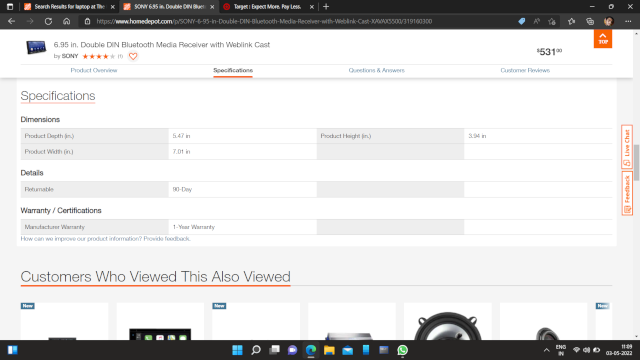 Search Results for laptop at The
SONY 6.95 in. Double DIN Bluet
Target : Expect More. Pay Less.
https://www.homedepot.com/p/SONY-6-95-in-Double-DIN-Bluetooth-Media-Receiver-with-Weblink-Cast-XAVAX5500/319160300
6.95 in. Double DIN Bluetooth Media Receiver with Weblink Cast
by SONY (1)
$53100
TOP
Product Overview
Specifications
Questions & Answers
Customer Reviews
Specifications
Dimensions
Product Depth (in.) 5.47 in Product Height (in.) 3.94 in
Product Width (in.) 7.01 in
Details
Returnable 90-Day
Warranty / Certifications
Manufacturer Warranty 1-Year Warranty
How can we improve our product information? Provide feedback.
Live Chat
Feedback
Customers Who Viewed This Also Viewed
New New New
ENG
IN
11:09
03-05-2022